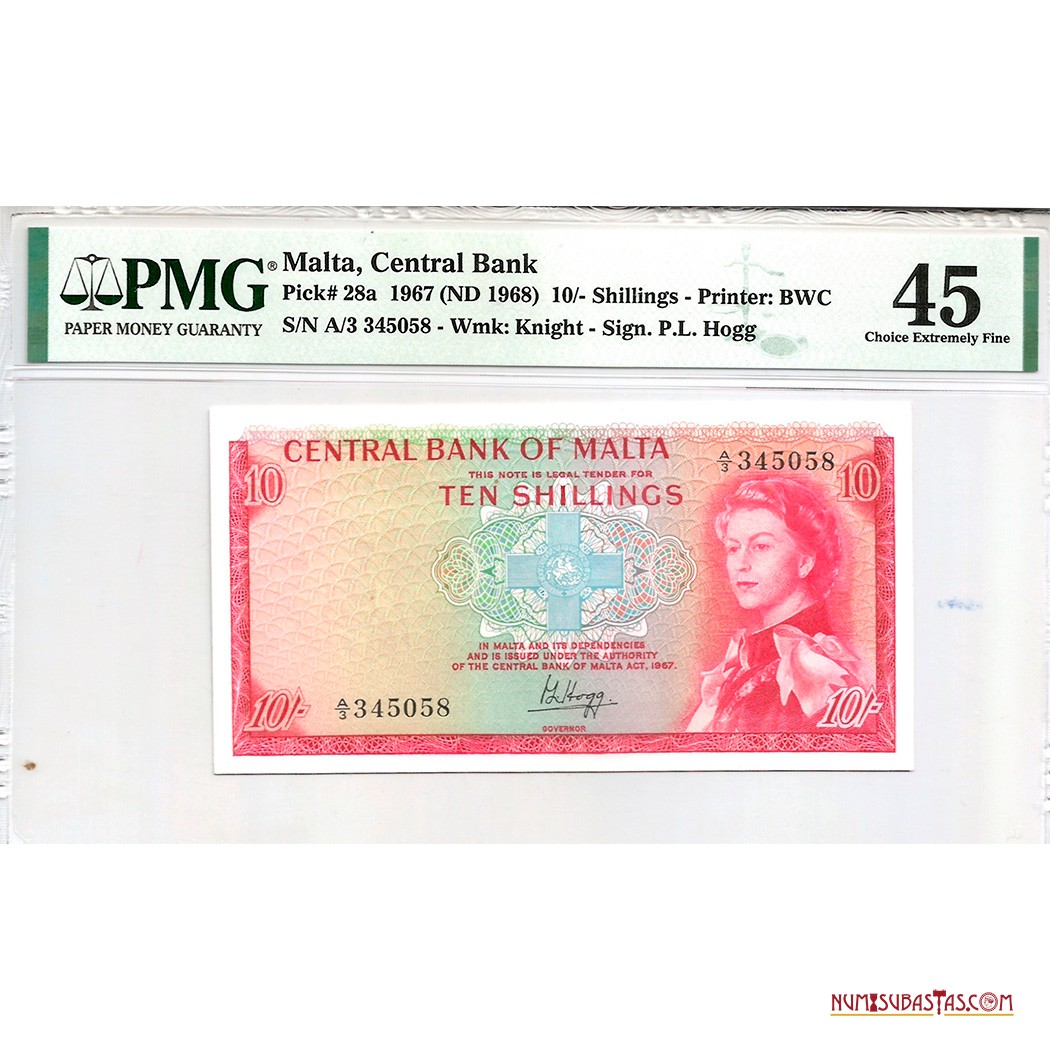 PMG®
PAPER MONEY GUARANTY
Malta, Central Bank
Pick# 28a 1967 (ND 1968) 10/- Shillings - Printer: BWC
S/N A/3 345058 - Wmk: Knight - Sign. P.L. Hogg
45
Choice Extremely Fine
CENTRAL BANK OF MALTA
A/3 345058
10
THIS NOTE IS LEGAL TENDER FOR
10
TEN SHILLINGS
IN MALTA AND ITS DEPENDENCIES
AND IS ISSUED UNDER THE AUTHORITY
OF THE CENTRAL BANK OF MALTA ACT, 1967.
10/-
A/3 345058
PL Hogg.
10/-
GOVERNOR
NUMISUBASTAS.COM